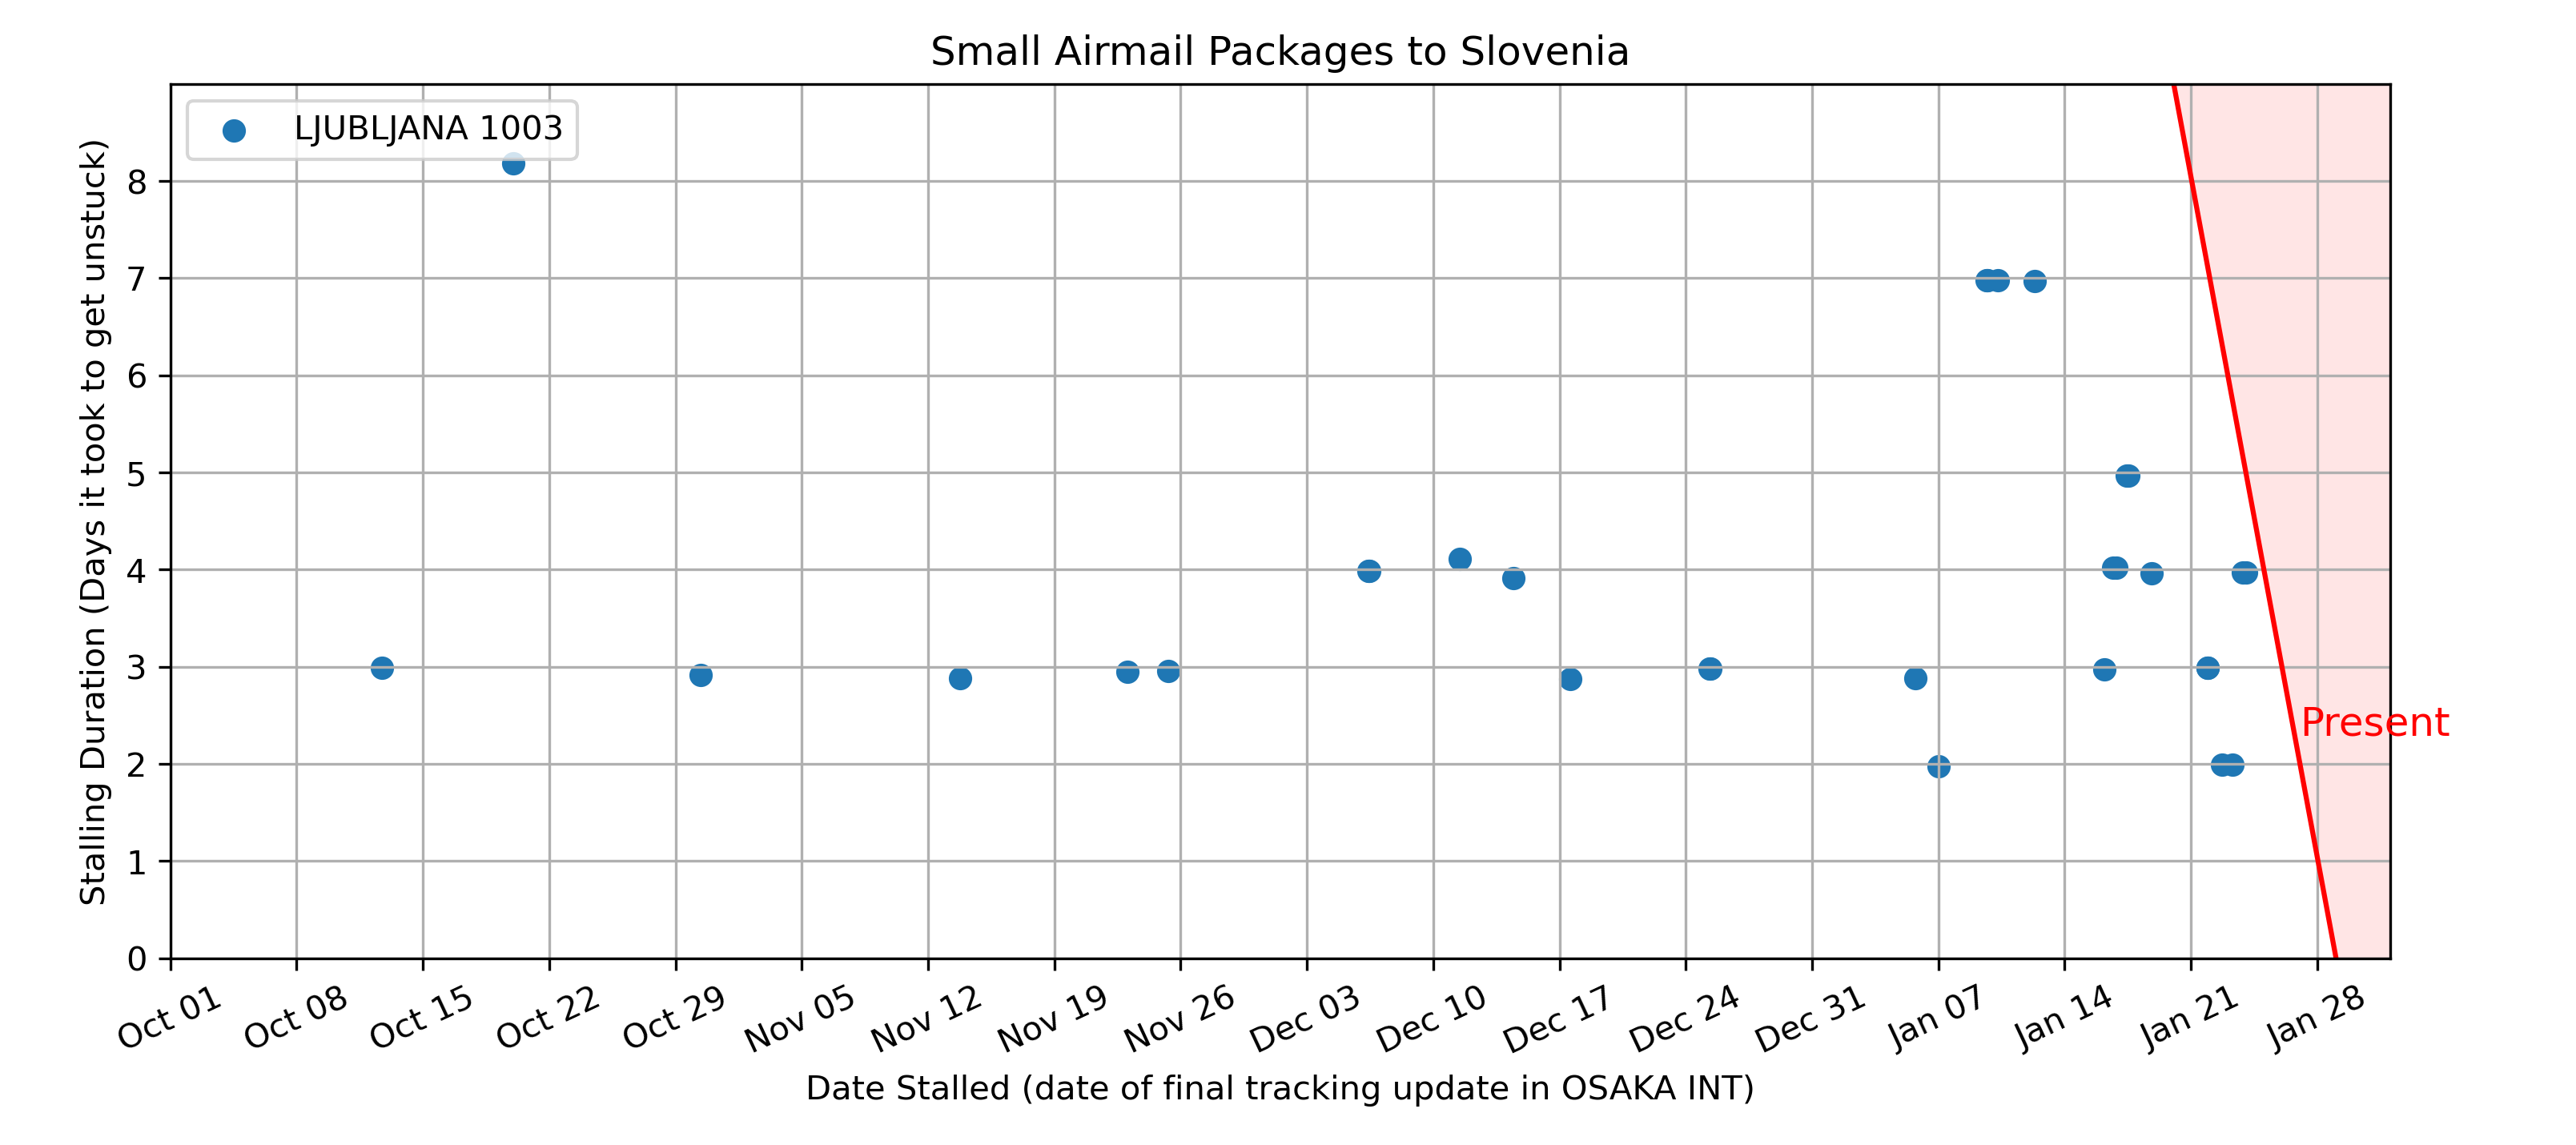 Small Airmail Packages to Slovenia
LJUBLJANA 1003
Stalling Duration (Days it took to get unstuck)
8
7
6
5
4
3
2
1
0
Present
Oct 01
Oct 08
Oct 15
Oct 22
Oct 29
Nov 05
Nov 12
Nov 19
Nov 26
Dec 03
Dec 10
Dec 17
Dec 24
Dec 31
Jan 07
Jan 14
Jan 21
Jan 28
Date Stalled (date of final tracking update in OSAKA INT)